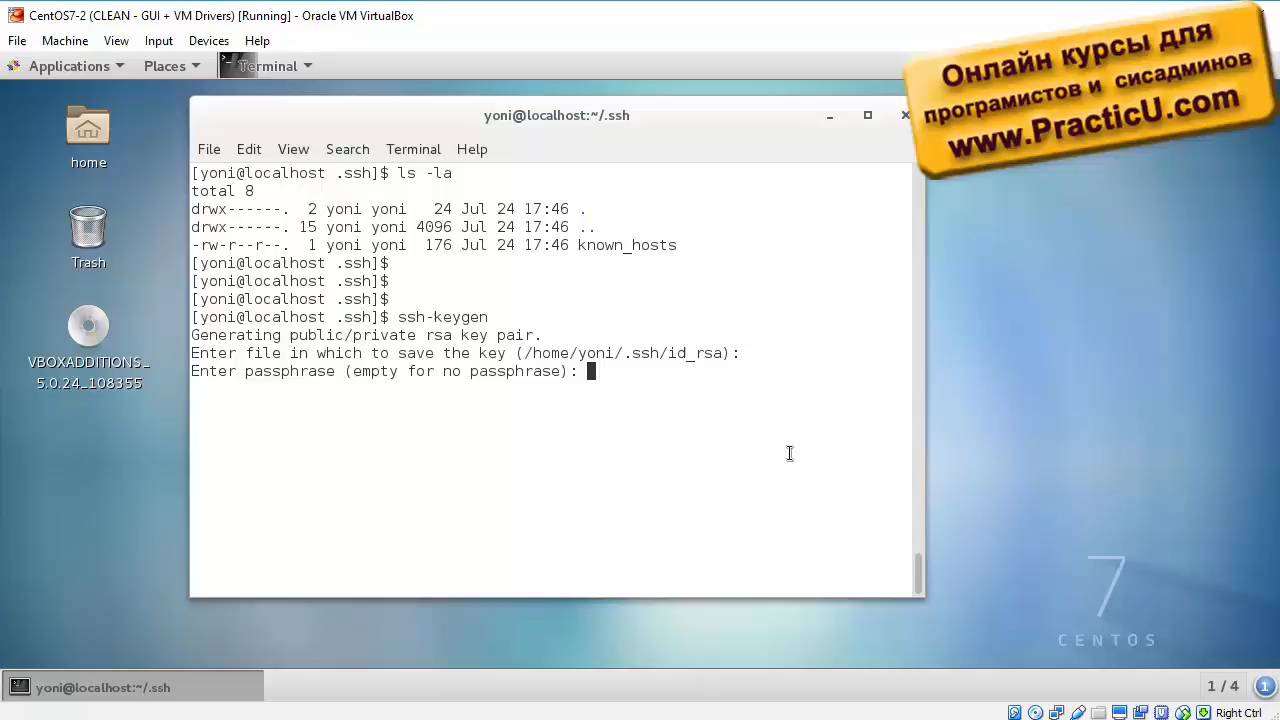 CentOS7-2 (CLEAN - GUI + VM Drivers) [Running] - Oracle VM VirtualBox
File Machine View Input Devices Help
Applications Places Terminal
Онлайн курсы для
програмистов и сисадминов
www.PracticU.com
home
Trash
VBOXADDITIONS_
5.0.24_108355
yoni@localhost:~/.ssh
File Edit View Search Terminal Help
[yoni@localhost .ssh]$ ls -la
total 8
drwx------. 2 yoni yoni 24 Jul 24 17:46 .
drwx------. 15 yoni yoni 4096 Jul 24 17:46 ..
-rw-r--r--. 1 yoni yoni 176 Jul 24 17:46 known_hosts
[yoni@localhost .ssh]$
[yoni@localhost .ssh]$
[yoni@localhost .ssh]$
[yoni@localhost .ssh]$ ssh-keygen
Generating public/private rsa key pair.
Enter file in which to save the key (/home/yoni/.ssh/id_rsa):
Enter passphrase (empty for no passphrase):
7
CENTOS
yoni@localhost:~/.ssh
1 / 4
1
Right Ctrl